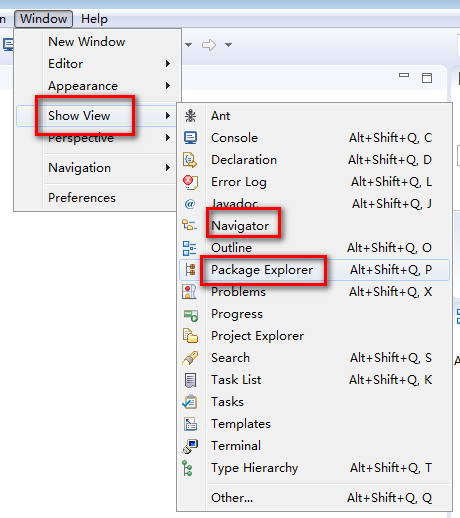 n Window Help
New Window
Editor
Appearance
Show View
Perspective
Navigation
Preferences
Ant
Console Alt+Shift+Q, C
Declaration Alt+Shift+Q, D
Error Log Alt+Shift+Q, L
Javadoc Alt+Shift+Q, J
Navigator
Outline Alt+Shift+Q, O
Package Explorer Alt+Shift+Q, P
Problems Alt+Shift+Q, X
Progress
Project Explorer
Search Alt+Shift+Q, S
Task List Alt+Shift+Q, K
Tasks
Templates
Terminal
Type Hierarchy Alt+Shift+Q, T
Other... Alt+Shift+Q, Q